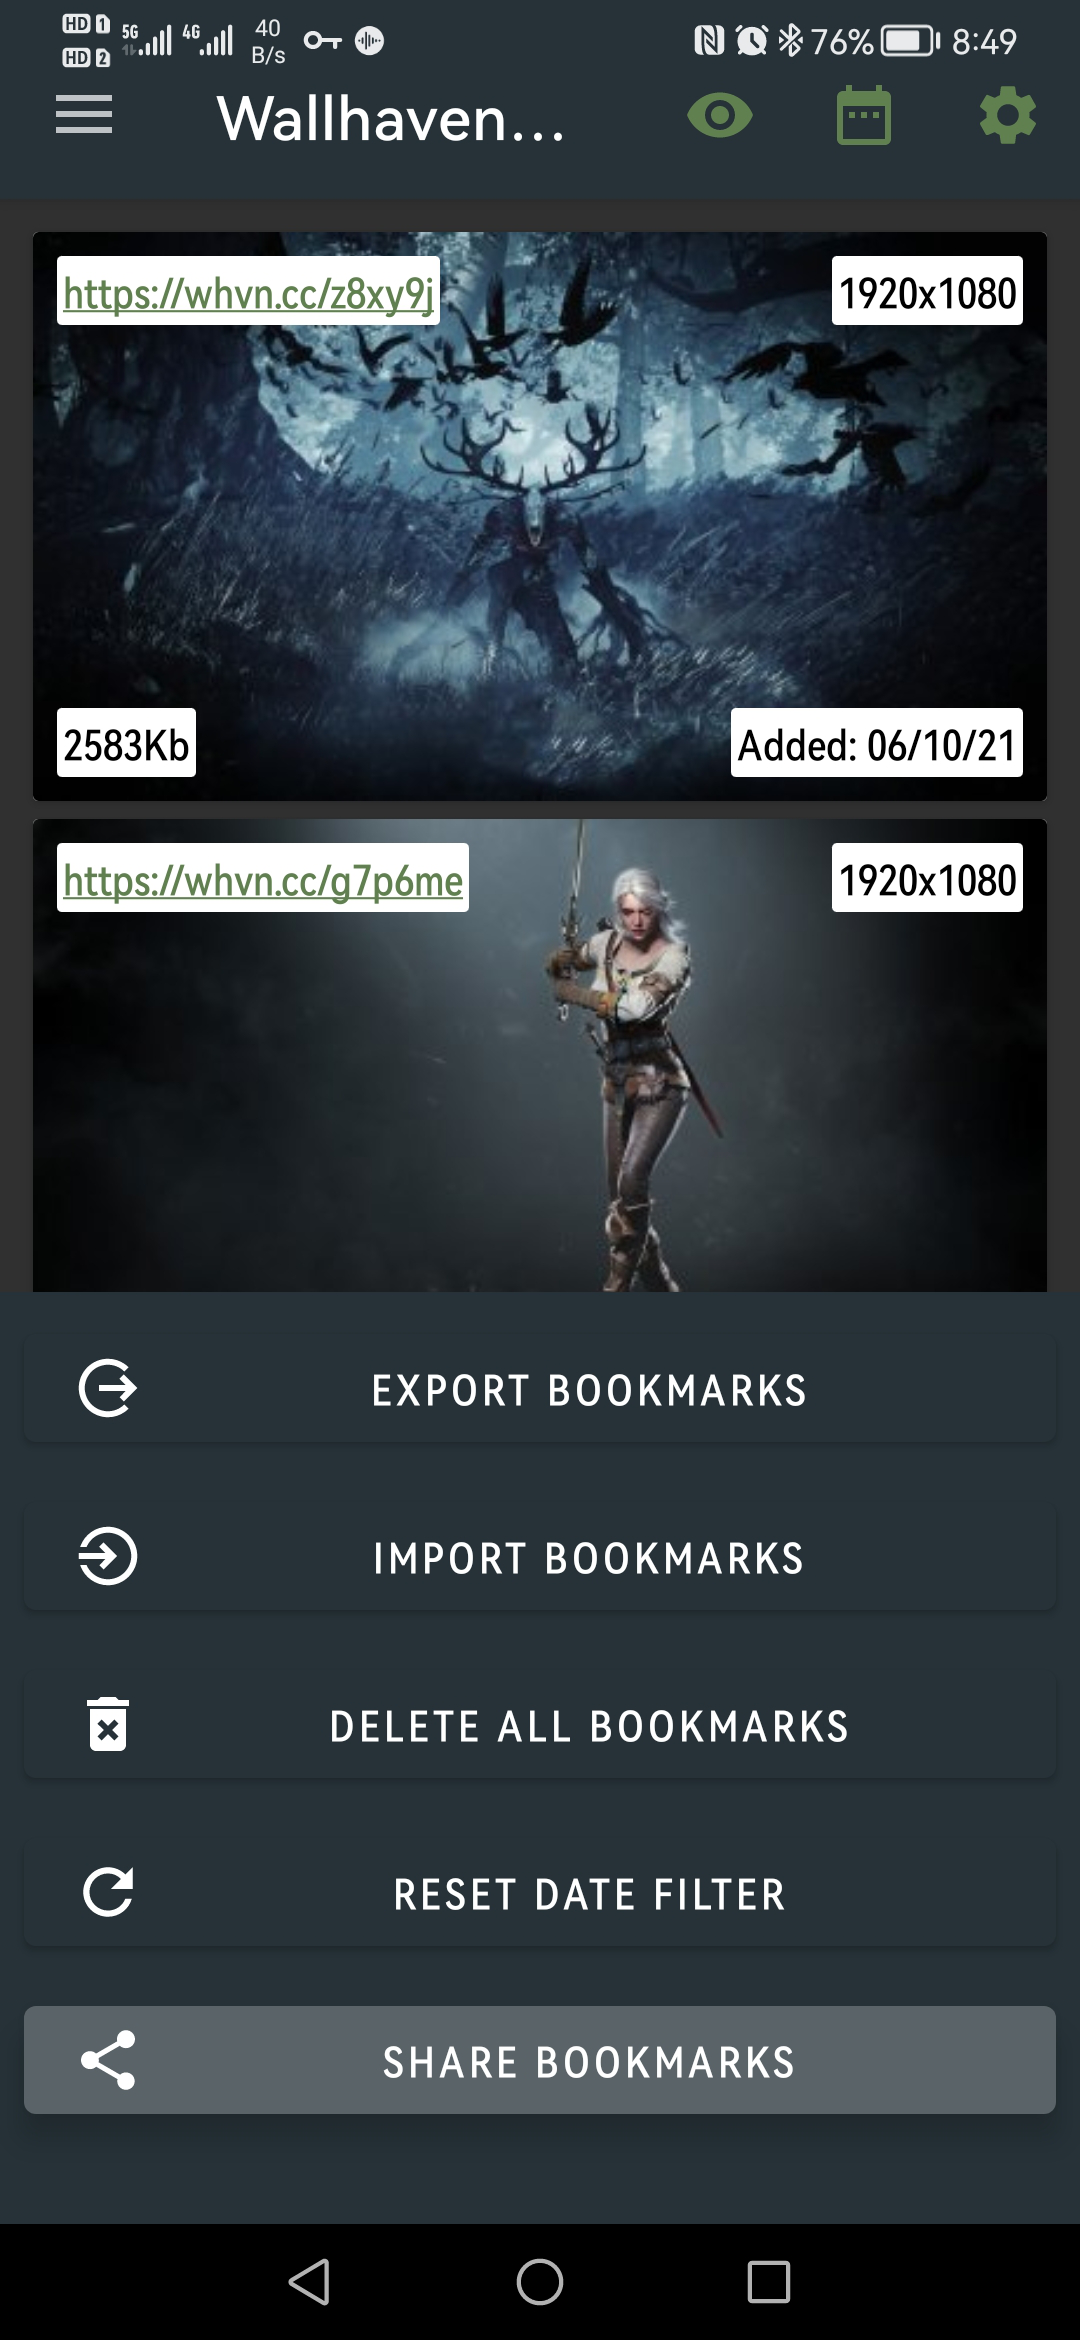 HD 1 5G 4G 40 76% 8:49
HD 2 B/s
Wallhaven...
https://whvn.cc/z8xy9j 1920x1080
2583Kb Added: 06/10/21
https://whvn.cc/g7p6me 1920x1080
EXPORT BOOKMARKS
IMPORT BOOKMARKS
DELETE ALL BOOKMARKS
RESET DATE FILTER
SHARE BOOKMARKS